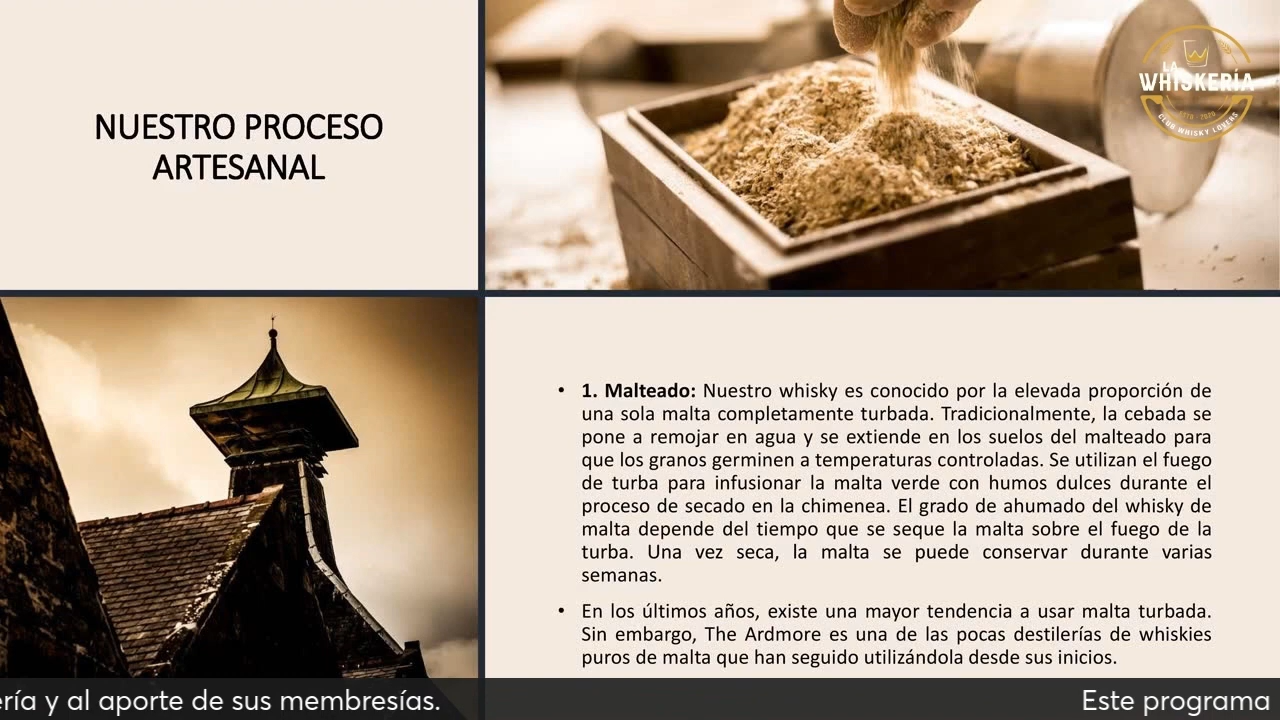 NUESTRO PROCESO
ARTESANAL
LA
WHISKERÍA
CLUB WHISKY LOVERS
• 1. Malteado: Nuestro whisky es conocido por la elevada proporción de
una sola malta completamente turbada. Tradicionalmente, la cebada se
pone a remojar en agua y se extiende en los suelos del malteado para
que los granos germinen a temperaturas controladas. Se utilizan el fuego
de turba para infusionar la malta verde con humos dulces durante el
proceso de secado en la chimenea. El grado de ahumado del whisky de
malta depende del tiempo que se seque la malta sobre el fuego de la
turba. Una vez seca, la malta se puede conservar durante varias
semanas.
• En los últimos años, existe una mayor tendencia a usar malta turbada.
Sin embargo, The Ardmore es una de las pocas destilerías de whiskies
puros de malta que han seguido utilizándola desde sus inicios.
ería y al aporte de sus membresías. Este programa